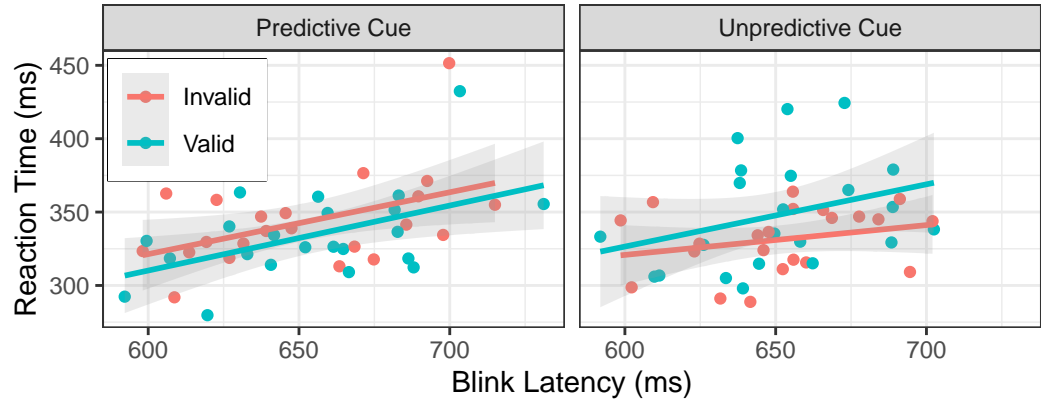 Predictive Cue
Unpredictive Cue
Reaction Time (ms)
450
400
350
300
Invalid
Valid
600
650
700
600
650
700
Blink Latency (ms)